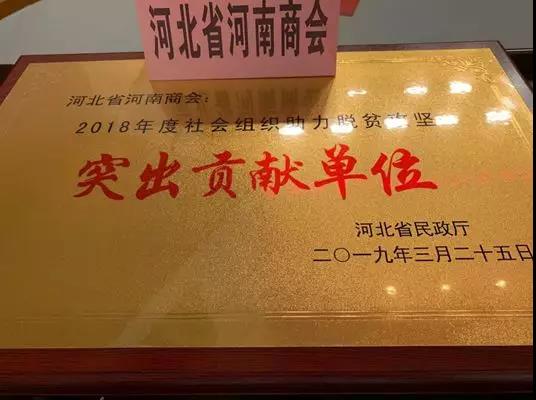 河北省河南商会
河北省河南商会：
2018年度社会组织助力脱贫攻坚
突出贡献单位
河北省民政厅
二〇一九年三月二十五日